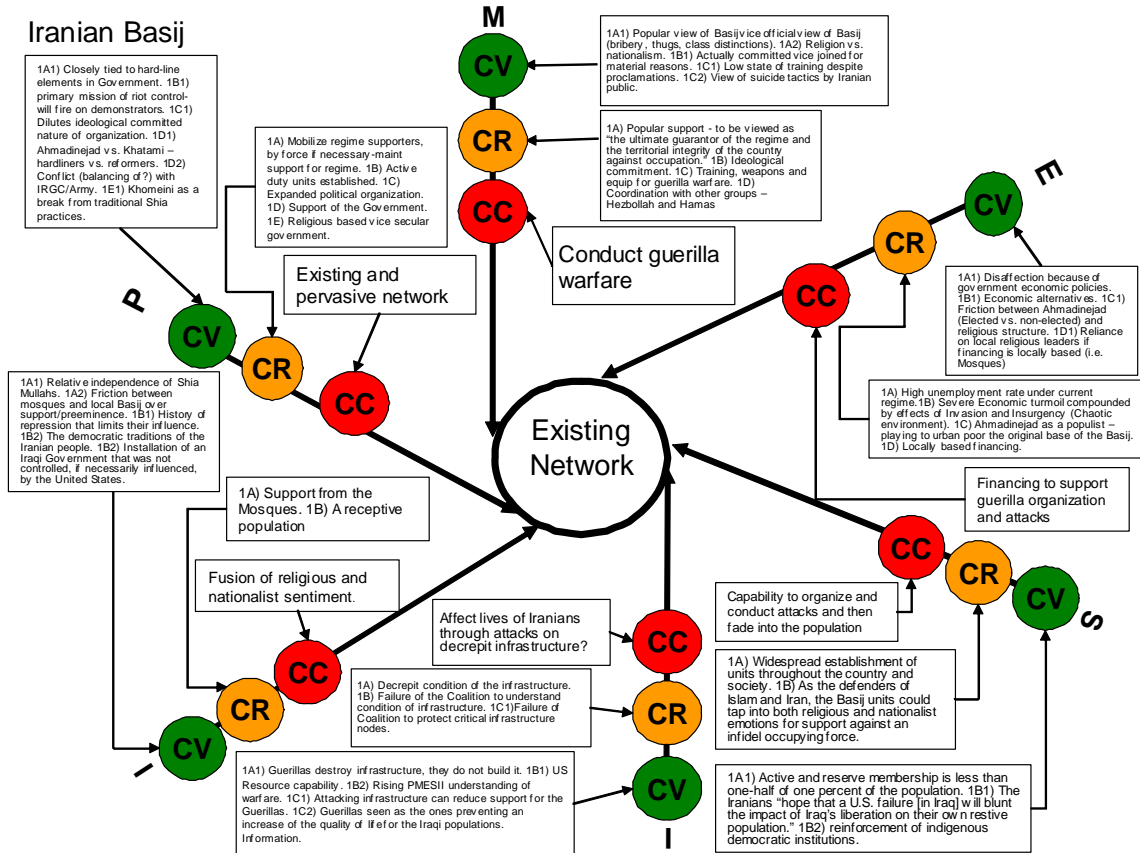 Iranian Basij
1A1) Closely tied to hard-line
elements in Government. 1B1)
primary mission of riot control-
will fire on demonstrators. 1C1)
Dilutes ideological committed
nature of organization. 1D1)
Ahmadinejad vs. Khatami –
hardliners vs. reformers. 1D2)
Conflict (balancing of?) with
IRGC/Army. 1E1) Khomeini as a
break from traditional Shia
practices.
1A) Mobilize regime supporters,
by force if necessary-maint
support for regime. 1B) Active
duty units established. 1C)
Expanded political organization.
1D) Support of the Government.
1E) Religious based vice secular
government.
Existing and
pervasive network
P
CV
CR
CC
M
CV
CR
CC
1A1) Popular view of Basij vice official view of Basij
(bribery, thugs, class distinctions). 1A2) Religion vs.
nationalism. 1B1) Actually committed vice joined for
material reasons. 1C1) Low state of training despite
proclamations. 1C2) View of suicide tactics by Iranian
public.
1A) Popular support - to be viewed as
“the ultimate guarantor of the regime and
the territorial integrity of the country
against occupation.” 1B) Ideological
commitment. 1C) Training, weapons and
equip for guerilla warfare. 1D)
Coordination with other groups –
Hezbollah and Hamas
Conduct guerilla
warfare
E
CV
CR
CC
1A1) Disaffection because of
government economic policies.
1B1) Economic alternatives. 1C1)
Friction between Ahmadinejad
(Elected vs. non-elected) and
religious structure. 1D1) Reliance
on local religious leaders if
financing is locally based (i.e.
Mosques)
1A) High unemployment rate under current
regime.1B) Severe Economic turmoil compounded
by effects of Invasion and Insurgency (Chaotic
environment). 1C) Ahmadinejad as a populist –
playing to urban poor the original base of the Basij.
1D) Locally based financing.
Financing to support
guerilla organization
and attacks
Existing
Network
1A1) Relative independence of Shia
Mullahs. 1A2) Friction between
mosques and local Basij over
support/preeminence. 1B1) History of
repression that limits their influence.
1B2) The democratic traditions of the
Iranian people. 1B2) Installation of an
Iraqi Government that was not
controlled, if necessarily influenced,
by the United States.
1A) Support from the
Mosques. 1B) A receptive
population
Fusion of religious and
nationalist sentiment.
CC
CR
CV
I
Affect lives of Iranians
through attacks on
decrepit infrastructure?
1A) Decrepit condition of the infrastructure.
1B) Failure of the Coalition to understand
condition of infrastructure. 1C1)Failure of
Coalition to protect critical infrastructure
nodes.
1A1) Guerillas destroy infrastructure, they do not build it. 1B1) US
Resource capability. 1B2) Rising PMESII understanding of
warfare. 1C1) Attacking infrastructure can reduce support for the
Guerillas. 1C2) Guerillas seen as the ones preventing an
increase of the quality of life for the Iraqi populations.
Information.
CC
CR
CV
I
CC
CR
CV
S
Capability to organize and
conduct attacks and then
fade into the population
1A) Widespread establishment of
units throughout the country and
society. 1B) As the defenders of
Islam and Iran, the Basij units could
tap into both religious and nationalist
emotions for support against an
infidel occupying force.
1A1) Active and reserve membership is less than
one-half of one percent of the population. 1B1) The
Iranians “hope that a U.S. failure [in Iraq] will blunt
the impact of Iraq's liberation on their own restive
population.” 1B2) reinforcement of indigenous
democratic institutions.